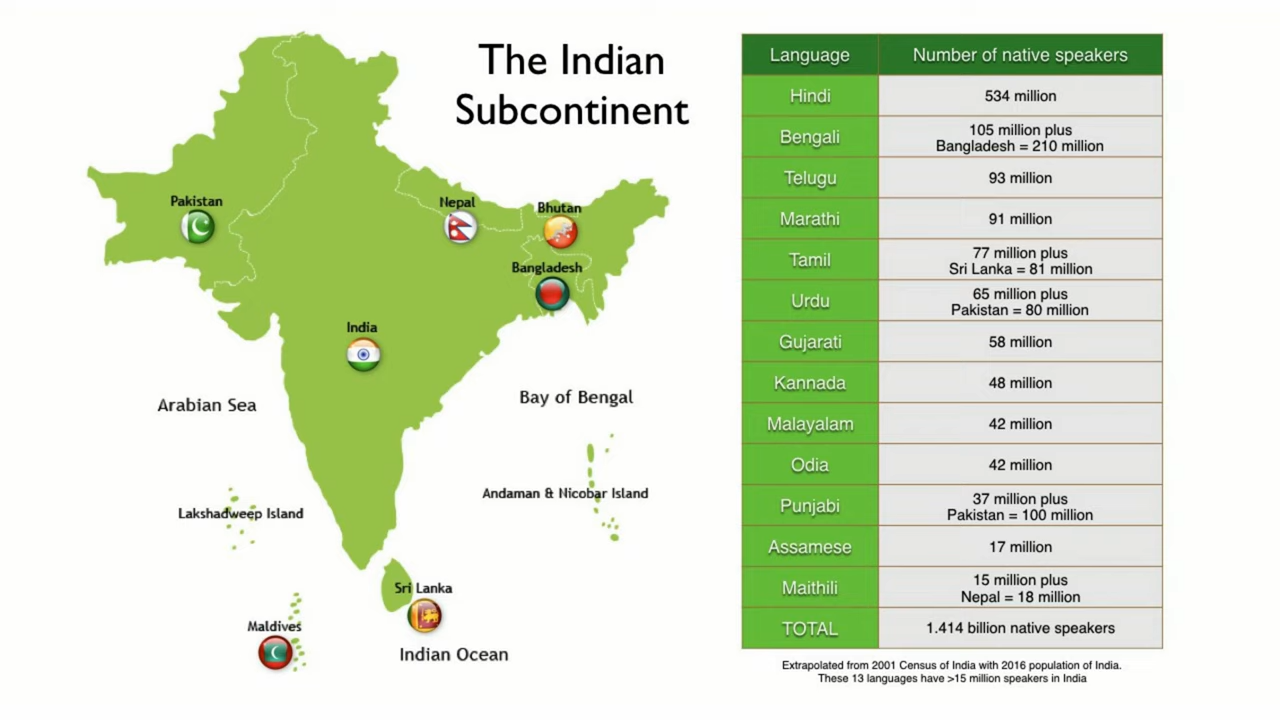 The Indian
Subcontinent
Pakistan
Nepal
Bhutan
Bangladesh
India
Arabian Sea
Bay of Bengal
Andaman & Nicobar Island
Lakshadweep Island
Sri Lanka
Maldives
Indian Ocean
Language Number of native speakers
Hindi 534 million
Bengali 105 million plus
Bangladesh = 210 million
Telugu 93 million
Marathi 91 million
Tamil 77 million plus
Sri Lanka = 81 million
Urdu 65 million plus
Pakistan = 80 million
Gujarati 58 million
Kannada 48 million
Malayalam 42 million
Odia 42 million
Punjabi 37 million plus
Pakistan = 100 million
Assamese 17 million
Maithili 15 million plus
Nepal = 18 million
TOTAL 1.414 billion native speakers
Extrapolated from 2001 Census of India with 2016 population of India.
These 13 languages have >15 million speakers in India